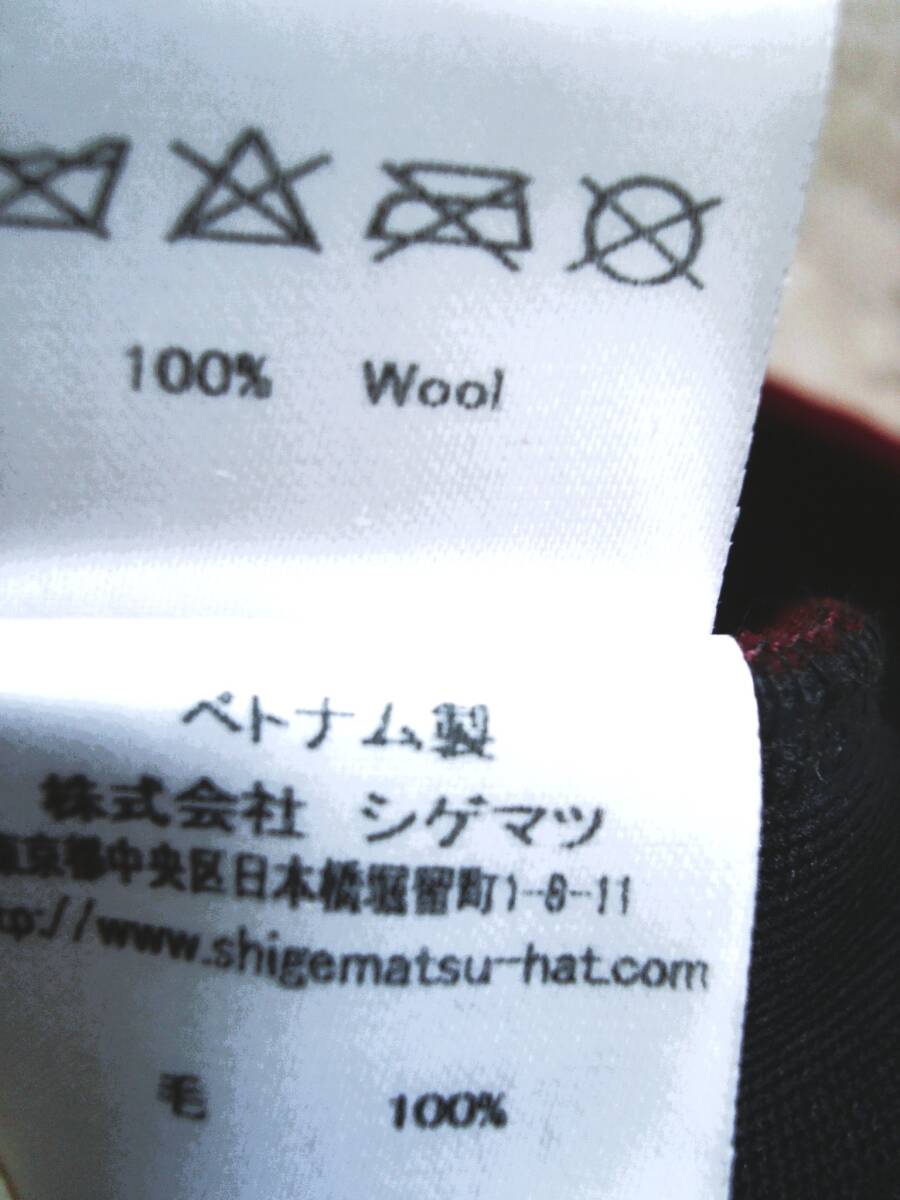 100% Wool
ベトナム製
株式会社 シゲマツ
東京都中央区日本橋堀留町1-8-11
tp://www.shigematsu-hat.com
毛 100%